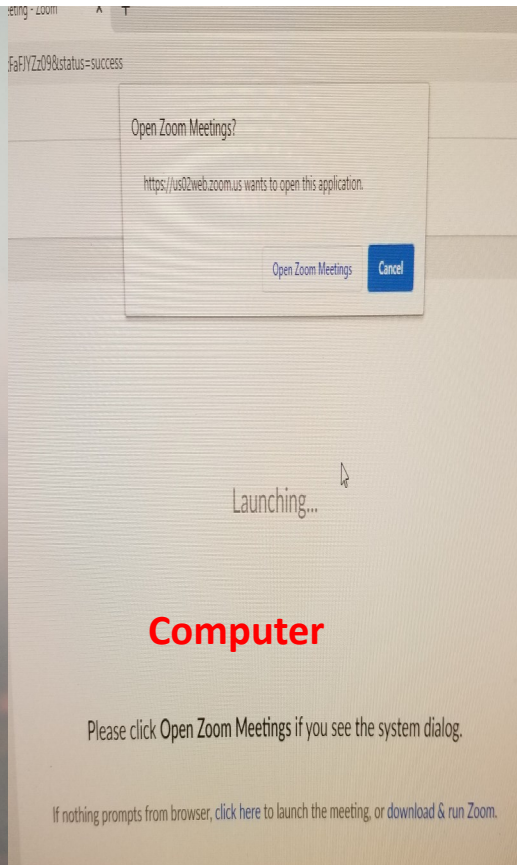 eting - Zoom x +
FaFJYZz09&status=success
Open Zoom Meetings?
https://us02web.zoom.us wants to open this application.
Open Zoom Meetings Cancel
Launching...
Computer
Please click Open Zoom Meetings if you see the system dialog.
If nothing prompts from browser, click here to launch the meeting, or download & run Zoom.